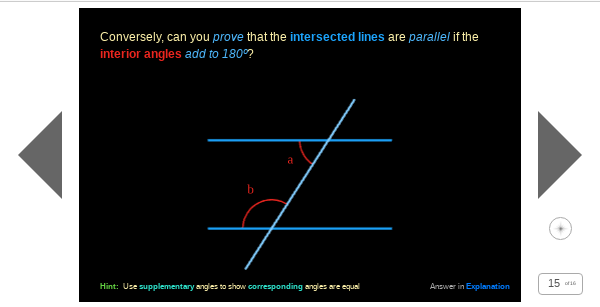 Conversely, can you prove that the intersected lines are parallel if the
interior angles add to 180º?
a
b
Hint: Use supplementary angles to show corresponding angles are equal
Answer in Explanation
15 of 16